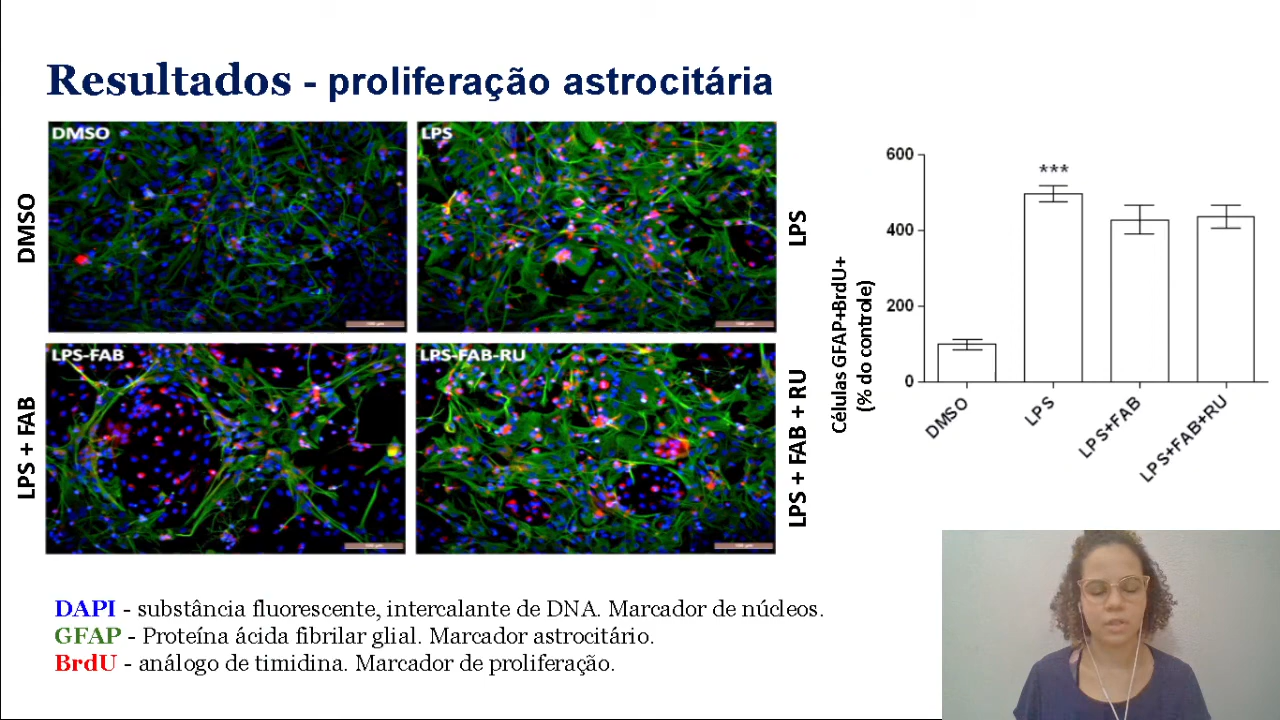 Resultados - proliferação astrocitária
DMSO
DMSO
LPS
LPS
LPS + FAB
LPS-FAB
LPS-FAB-RU
LPS + FAB + RU
Células GFAP+BrdU+
(% do controle)
600
400
200
0
***
DMSO
LPS
LPS+FAB
LPS+FAB+RU
DAPI - substância fluorescente, intercalante de DNA. Marcador de núcleos.
GFAP - Proteína ácida fibrilar glial. Marcador astrocitário.
BrdU - análogo de timidina. Marcador de proliferação.